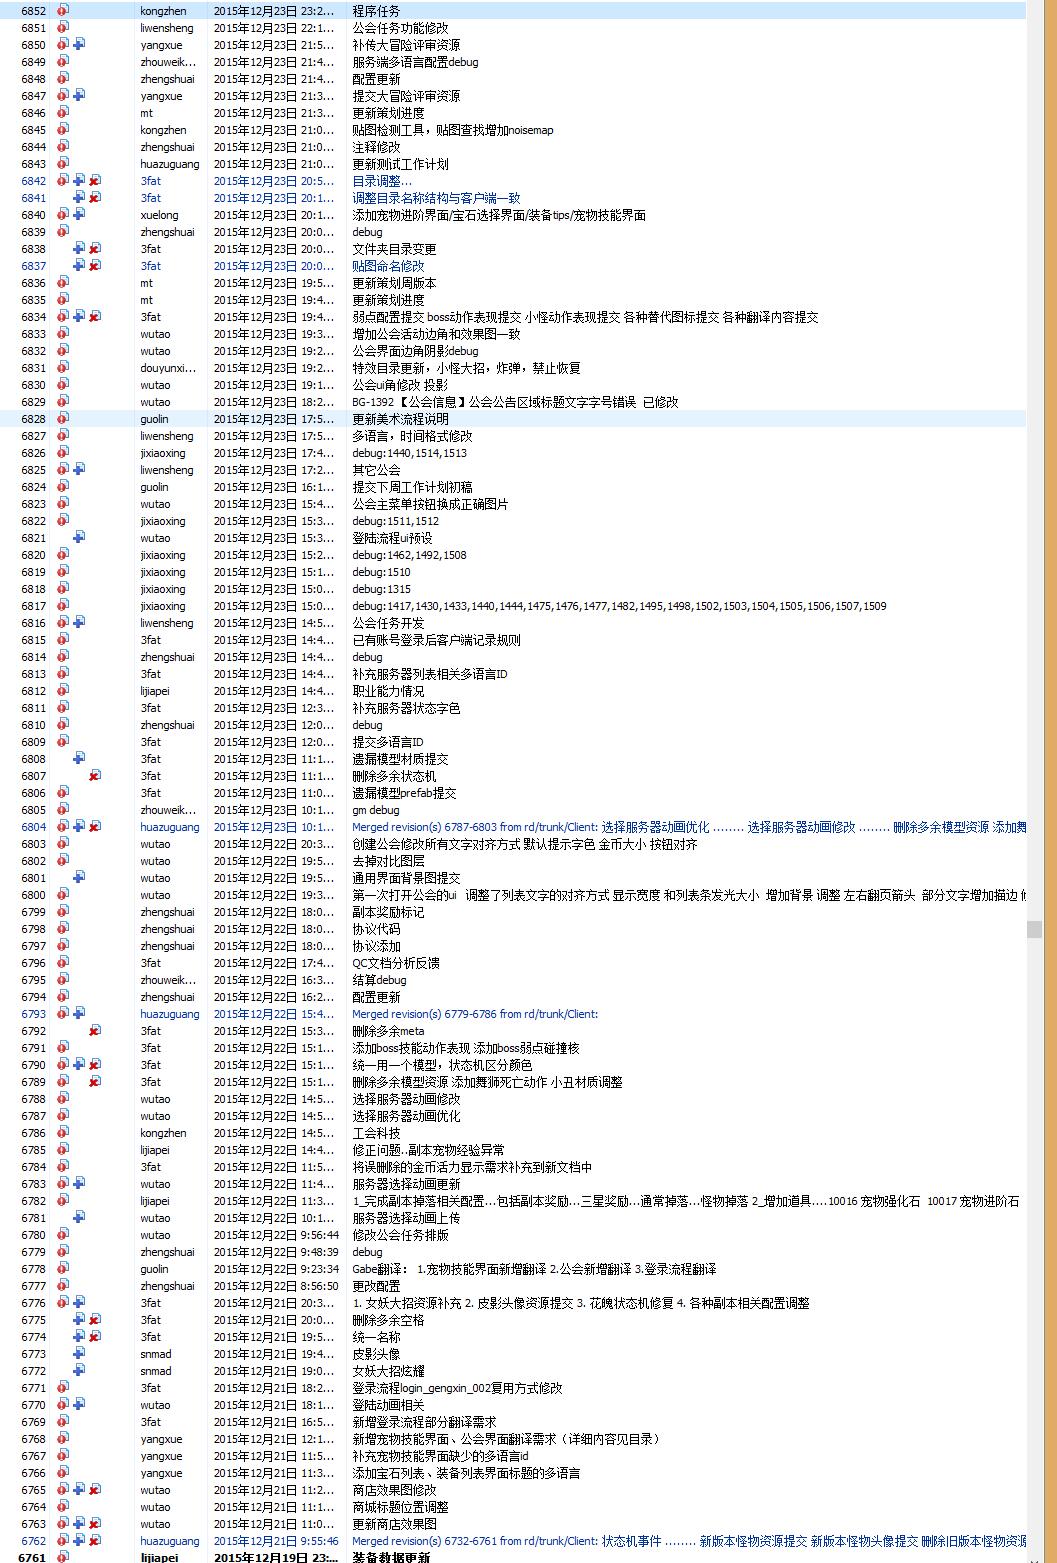 6852 kongzhen 2015年12月23日 23:2... 程序任务
6851 liwensheng 2015年12月23日 22:1... 公会任务功能修改
6850 yangxue 2015年12月23日 21:5... 补传大冒险评审资源
6849 zhouweik... 2015年12月23日 21:4... 服务端多语言配置debug
6848 zhengshuai 2015年12月23日 21:4... 配置更新
6847 yangxue 2015年12月23日 21:3... 提交大冒险评审资源
6846 mt 2015年12月23日 21:3... 更新策划进度
6845 kongzhen 2015年12月23日 21:0... 贴图检测工具，贴图查找增加noisemap
6844 zhengshuai 2015年12月23日 21:0... 注释修改
6843 huazuguang 2015年12月23日 21:0... 更新测试工作计划
6842 3fat 2015年12月23日 20:5... 目录调整...
6841 3fat 2015年12月23日 20:1... 调整目录名称结构与客户端一致
6840 xuelong 2015年12月23日 20:1... 添加宠物进阶界面/宝石选择界面/装备tips/宠物技能界面
6839 zhengshuai 2015年12月23日 20:0... debug
6838 3fat 2015年12月23日 20:0... 文件夹目录变更
6837 3fat 2015年12月23日 20:0... 贴图命名修改
6836 mt 2015年12月23日 19:5... 更新策划周版本
6835 mt 2015年12月23日 19:4... 更新策划进度
6834 3fat 2015年12月23日 19:4... 弱点配置提交 boss动作表现提交 小怪动作表现提交 各种替代图标提交 各种翻译内容提交
6833 wutao 2015年12月23日 19:3... 增加公会活动边角和效果图一致
6832 wutao 2015年12月23日 19:2... 公会界面边角阴影debug
6831 douyunxi... 2015年12月23日 19:2... 特效目录更新，小怪大招，炸弹，禁止恢复
6830 wutao 2015年12月23日 19:1... 公会ui角修改 投影
6829 wutao 2015年12月23日 18:2... BG-1392【公会信息】公会公告区域标题文字字号错误 已修改
6828 guolin 2015年12月23日 17:5... 更新美术流程说明
6827 liwensheng 2015年12月23日 17:5... 多语言，时间格式修改
6826 jixiaoxing 2015年12月23日 17:4... debug:1440,1514,1513
6825 liwensheng 2015年12月23日 17:2... 其它公会
6824 guolin 2015年12月23日 16:1... 提交下周工作计划初稿
6823 wutao 2015年12月23日 15:4... 公会主菜单按钮换成正确图片
6822 jixiaoxing 2015年12月23日 15:3... debug:1511,1512
6821 wutao 2015年12月23日 15:3... 登陆流程ui预设
6820 jixiaoxing 2015年12月23日 15:2... debug:1462,1492,1508
6819 jixiaoxing 2015年12月23日 15:1... debug:1510
6818 jixiaoxing 2015年12月23日 15:0... debug:1315
6817 jixiaoxing 2015年12月23日 15:0... debug:1417,1430,1433,1440,1444,1475,1476,1477,1482,1495,1498,1502,1503,1504,1505,1506,1507,1509
6816 liwensheng 2015年12月23日 14:5... 公会任务开发
6815 3fat 2015年12月23日 14:4... 已有账号登录后客户端记录规则
6814 zhengshuai 2015年12月23日 14:4... debug
6813 3fat 2015年12月23日 14:4... 补充服务器列表相关多语言ID
6812 lijiapei 2015年12月23日 14:4... 职业能力情况
6811 3fat 2015年12月23日 12:3... 补充服务器状态字色
6810 zhengshuai 2015年12月23日 12:0... debug
6809 3fat 2015年12月23日 12:0... 提交多语言ID
6808 3fat 2015年12月23日 11:1... 遗漏模型材质提交
6807 3fat 2015年12月23日 11:1... 删除多余状态机
6806 3fat 2015年12月23日 11:0... 遗漏模型prefab提交
6805 zhouweik... 2015年12月23日 10:1... gm debug
6804 huazuguang 2015年12月23日 10:1... Merged revision(s) 6787-6803 from rd/trunk/Client: 选择服务器动画优化 ........ 选择服务器动画修改 ........ 删除多余模型资源 添加舞
6803 wutao 2015年12月22日 20:3... 创建公会修改所有文字对齐方式 默认提示字色 金币大小 按钮对齐
6802 wutao 2015年12月22日 19:5... 去掉对比图层
6801 wutao 2015年12月22日 19:5... 通用界面背景图提交
6800 wutao 2015年12月22日 19:3... 第一次打开公会的ui 调整了列表文字的对齐方式 显示宽度 和列表条发光大小 增加背景 调整 左右翻页箭头 部分文字增加描边
6799 zhengshuai 2015年12月22日 18:0... 副本奖励标记
6798 zhengshuai 2015年12月22日 18:0... 协议代码
6797 zhengshuai 2015年12月22日 18:0... 协议添加
6796 3fat 2015年12月22日 17:4... QC文档分析反馈
6795 zhouweik... 2015年12月22日 16:3... 结算debug
6794 zhengshuai 2015年12月22日 16:2... 配置更新
6793 huazuguang 2015年12月22日 15:4... Merged revision(s) 6779-6786 from rd/trunk/Client:
6792 3fat 2015年12月22日 15:3... 删除多余meta
6791 3fat 2015年12月22日 15:1... 添加boss技能动作表现 添加boss弱点碰撞核
6790 3fat 2015年12月22日 15:1... 统一用一个模型，状态机区分颜色
6789 3fat 2015年12月22日 15:1... 删除多余模型资源 添加舞狮死亡动作 小丑材质调整
6788 wutao 2015年12月22日 14:5... 选择服务器动画修改
6787 wutao 2015年12月22日 14:5... 选择服务器动画优化
6786 kongzhen 2015年12月22日 14:5... 工会科技
6785 lijiapei 2015年12月22日 14:4... 修正问题..副本宠物经验异常
6784 3fat 2015年12月22日 11:5... 将误删除的金币活力显示需求补充到新文档中
6783 wutao 2015年12月22日 11:4... 服务器选择动画更新
6782 lijiapei 2015年12月22日 11:3... 1_完成副本掉落相关配置...包括副本奖励...三星奖励...通常掉落...怪物掉落 2_增加道具....10016 宠物强化石 10017 宠物进阶石
6781 wutao 2015年12月22日 10:1... 服务器选择动画上传
6780 wutao 2015年12月22日 9:56:44 修改公会任务排版
6779 zhengshuai 2015年12月22日 9:48:39 debug
6778 guolin 2015年12月22日 9:23:34 Gabe翻译： 1.宠物技能界面新增翻译 2.公会新增翻译 3.登录流程翻译
6777 zhengshuai 2015年12月22日 8:56:50 更改配置
6776 3fat 2015年12月21日 20:3... 1. 女妖大招资源补充 2. 皮影头像资源提交 3. 花魄状态机修复 4. 各种副本相关配置调整
6775 3fat 2015年12月21日 20:0... 删除多余空格
6774 3fat 2015年12月21日 19:5... 统一名称
6773 snmad 2015年12月21日 19:4... 皮影头像
6772 snmad 2015年12月21日 19:0... 女妖大招炫耀
6771 3fat 2015年12月21日 18:2... 登录流程login_gengxin_002复用方式修改
6770 wutao 2015年12月21日 18:1... 登陆动画相关
6769 3fat 2015年12月21日 16:5... 新增登录流程部分翻译需求
6768 yangxue 2015年12月21日 12:1... 新增宠物技能界面、公会界面翻译需求（详细内容见目录）
6767 yangxue 2015年12月21日 11:5... 补充宠物技能界面缺少的多语言id
6766 yangxue 2015年12月21日 11:3... 添加宝石列表、装备列表界面标题的多语言
6765 wutao 2015年12月21日 11:2... 商店效果图修改
6764 wutao 2015年12月21日 11:1... 商城标题位置调整
6763 wutao 2015年12月21日 11:0... 更新商店效果图
6762 huazuguang 2015年12月21日 9:55:46 Merged revision(s) 6732-6761 from rd/trunk/Client: 状态机事件 ........ 新版本怪物资源提交 新版本怪物头像提交 删除旧版本怪物资源
6761 lijiapei 2015年12月19日 23:... 装备数据更新